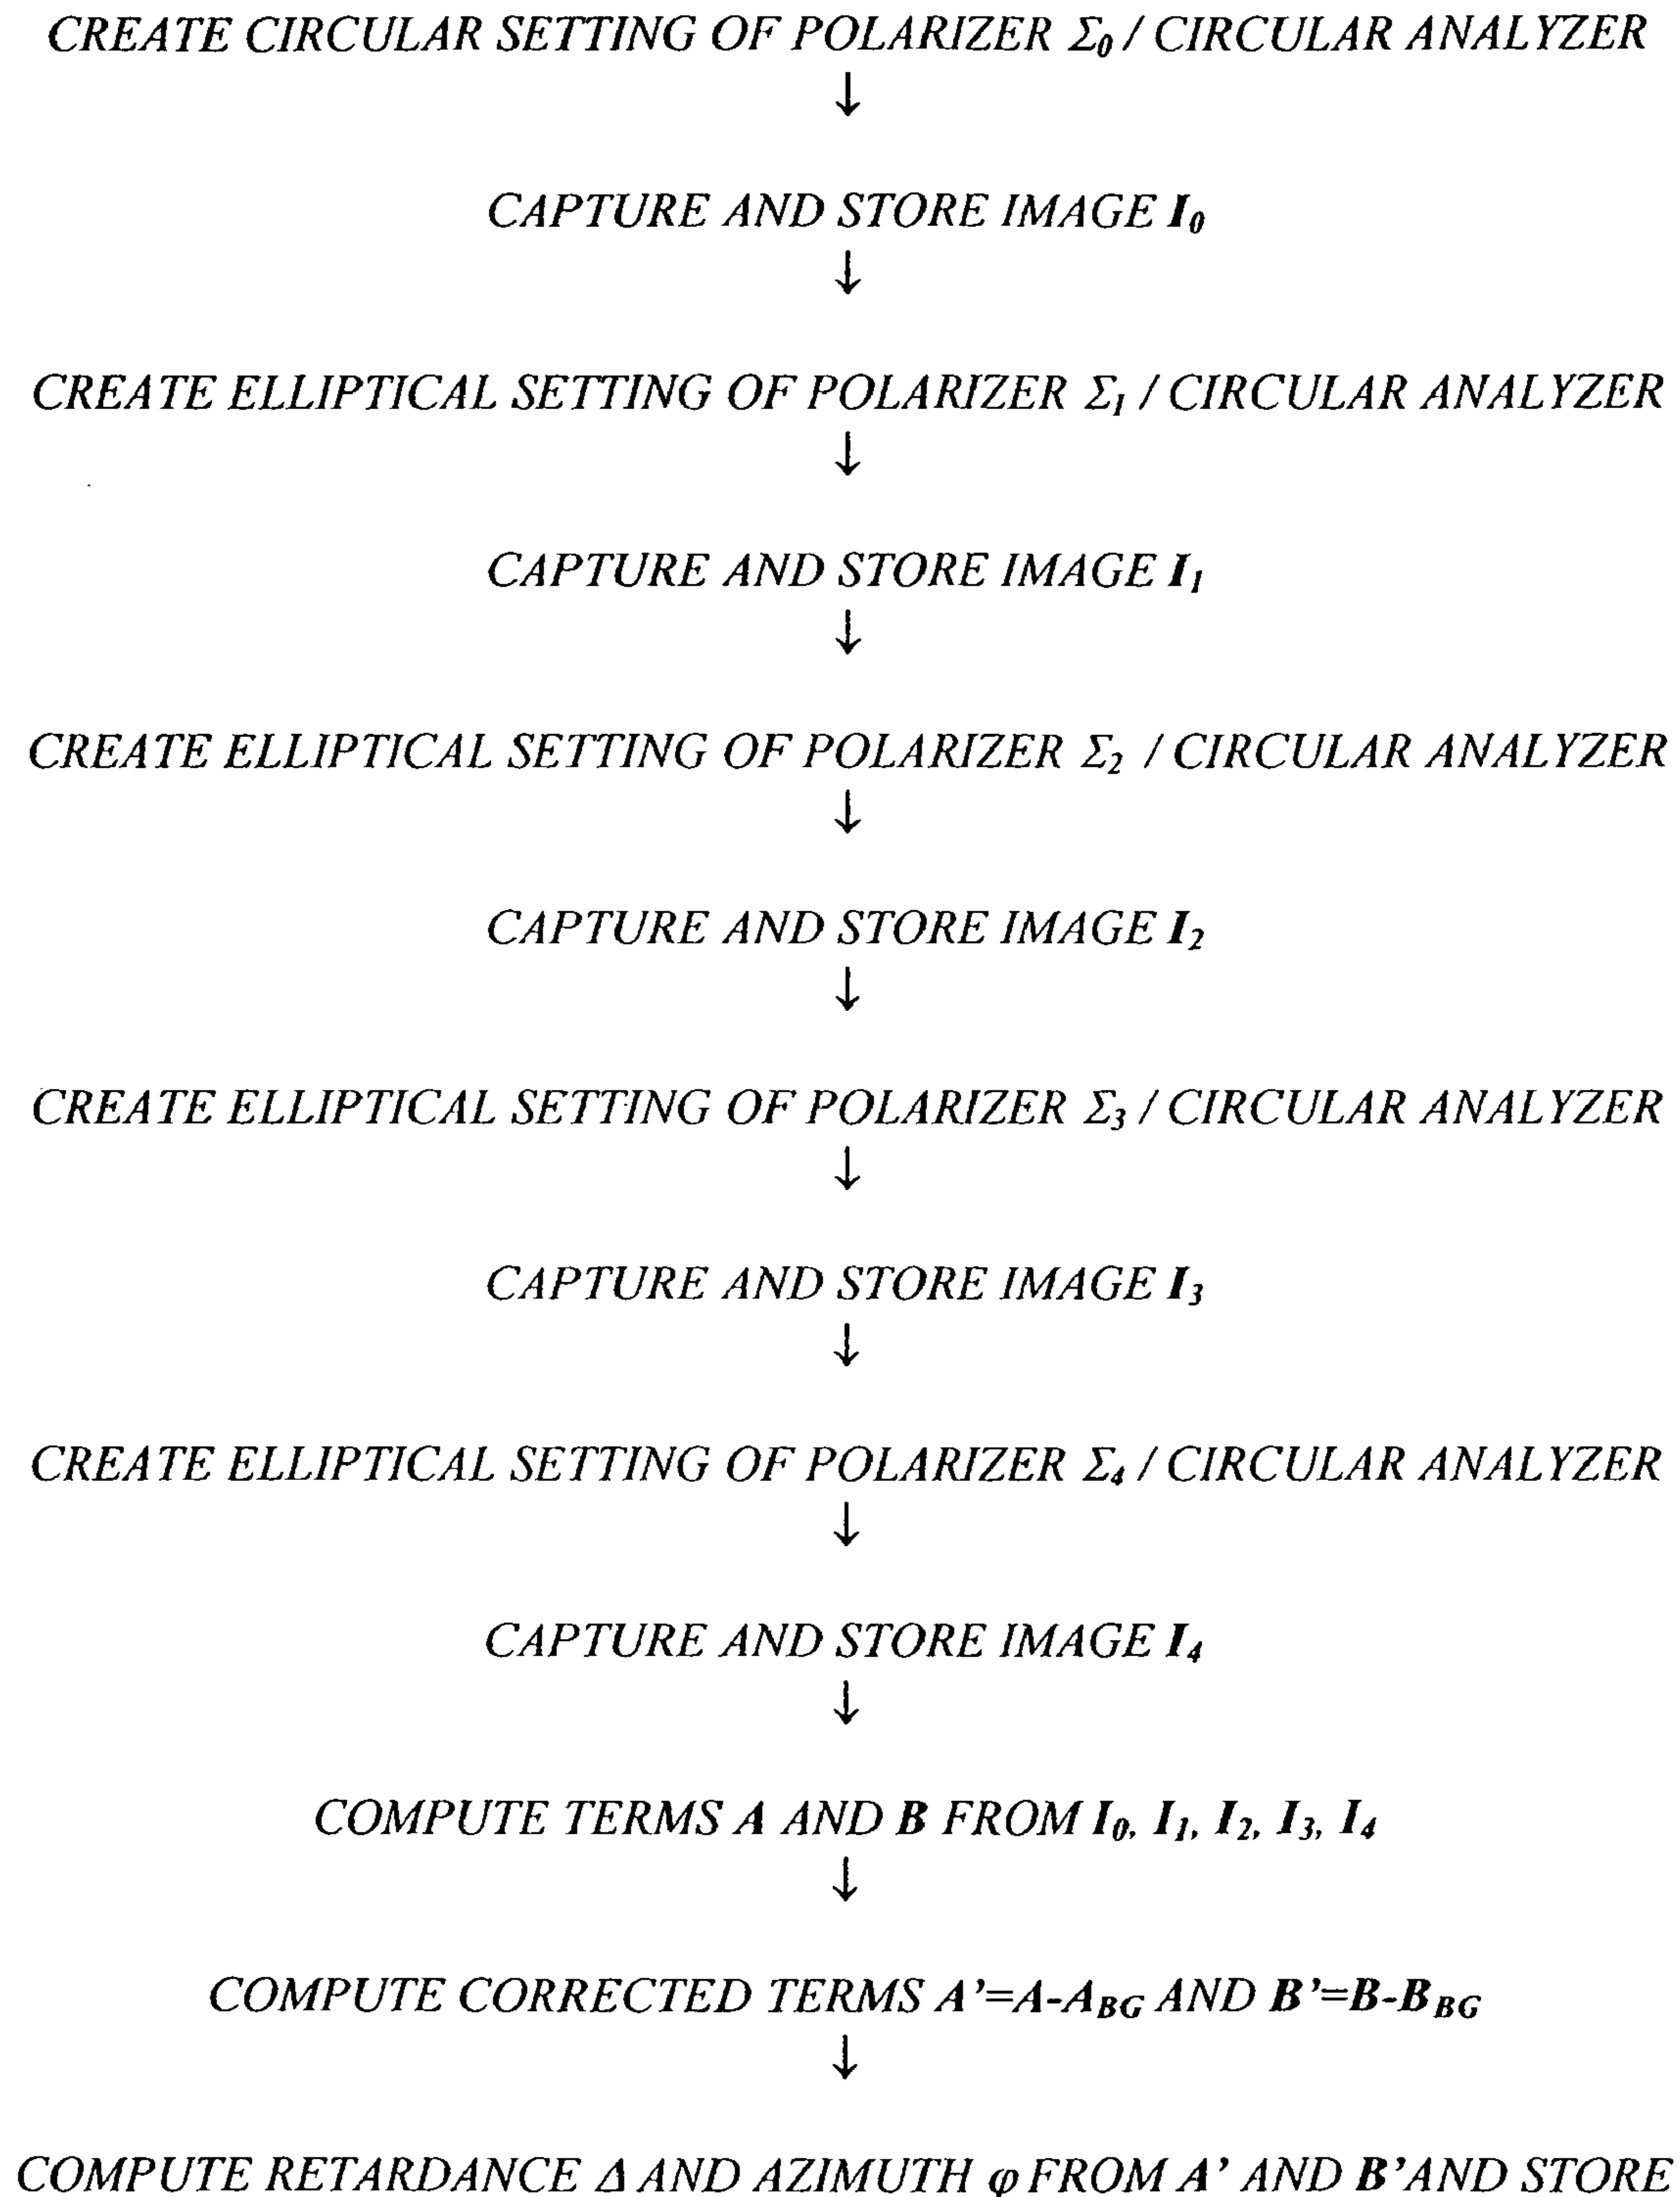 CREATE CIRCULAR SETTING OF POLARIZER Σ₀ / CIRCULAR ANALYZER
↓
CAPTURE AND STORE IMAGE I₀
↓
CREATE ELLIPTICAL SETTING OF POLARIZER Σ₁ / CIRCULAR ANALYZER
↓
CAPTURE AND STORE IMAGE I₁
↓
CREATE ELLIPTICAL SETTING OF POLARIZER Σ₂ / CIRCULAR ANALYZER
↓
CAPTURE AND STORE IMAGE I₂
↓
CREATE ELLIPTICAL SETTING OF POLARIZER Σ₃ / CIRCULAR ANALYZER
↓
CAPTURE AND STORE IMAGE I₃
↓
CREATE ELLIPTICAL SETTING OF POLARIZER Σ₄ / CIRCULAR ANALYZER
↓
CAPTURE AND STORE IMAGE I₄
↓
COMPUTE TERMS A AND B FROM I₀, I₁, I₂, I₃, I₄
↓
COMPUTE CORRECTED TERMS A’=A-A_BG AND B’=B-B_BG
↓
COMPUTE RETARDANCE Δ AND AZIMUTH φ FROM A’ AND B’AND STORE